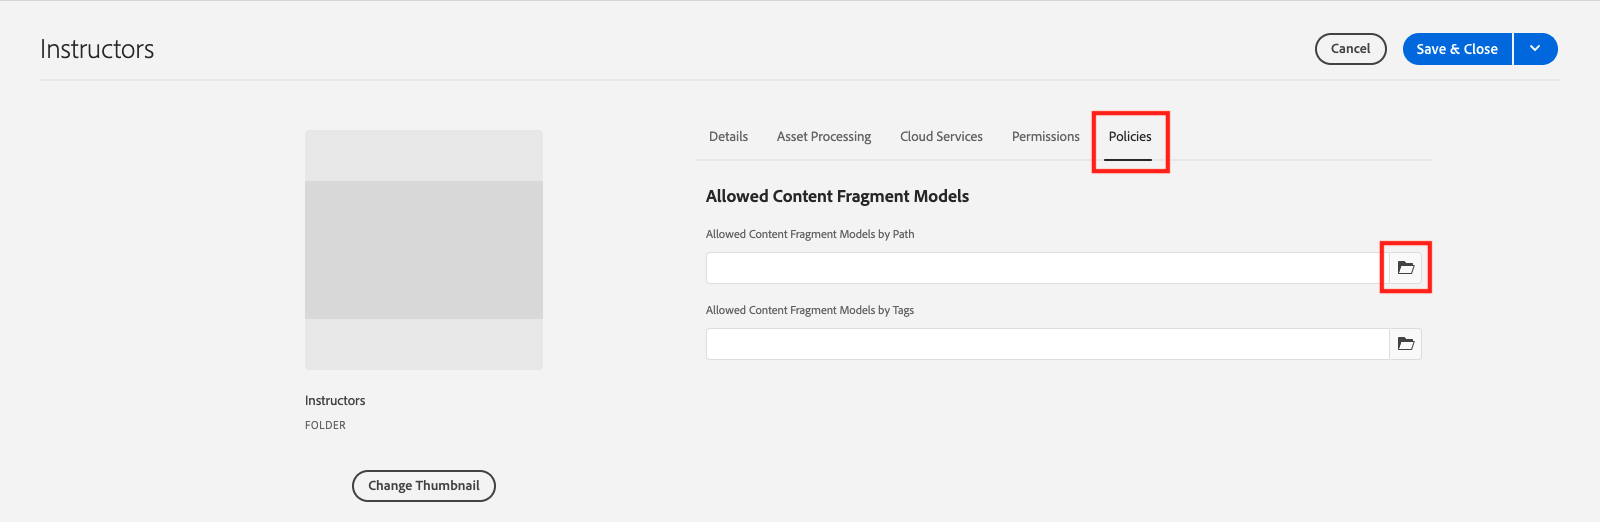 Instructors
Cancel
Save & Close
Details
Asset Processing
Cloud Services
Permissions
Policies
Allowed Content Fragment Models
Allowed Content Fragment Models by Path
Allowed Content Fragment Models by Tags
Instructors
FOLDER
Change Thumbnail